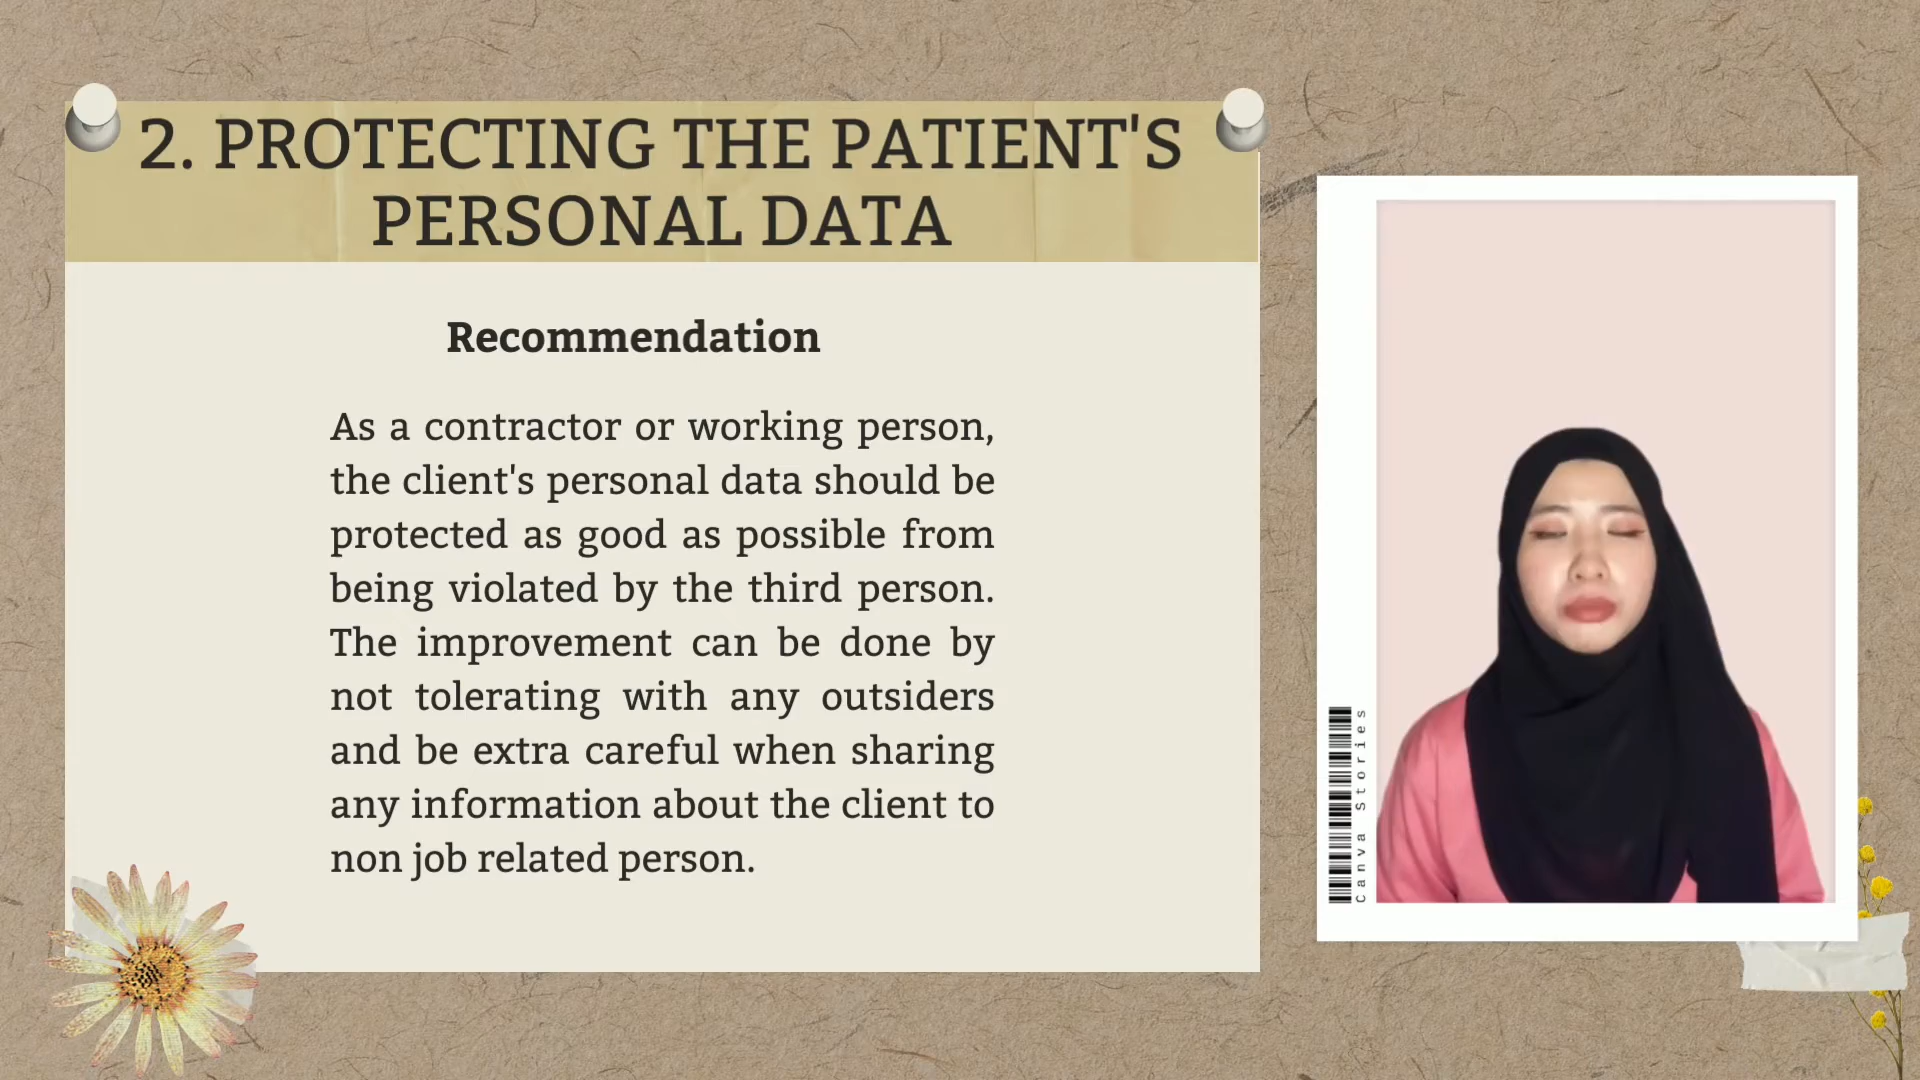 2. PROTECTING THE PATIENT'S
PERSONAL DATA
Recommendation
As a contractor or working person,
the client's personal data should be
protected as good as possible from
being violated by the third person.
The improvement can be done by
not tolerating with any outsiders
and be extra careful when sharing
any information about the client to
non job related person.
Canva Stories